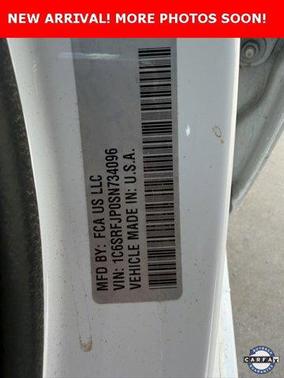 NEW ARRIVAL! MORE PHOTOS SOON!
MFD BY: FCA US LLC
VIN: 1C6SRFJP0SN734096
VEHICLE MADE IN: U.S.A.
CARFAX